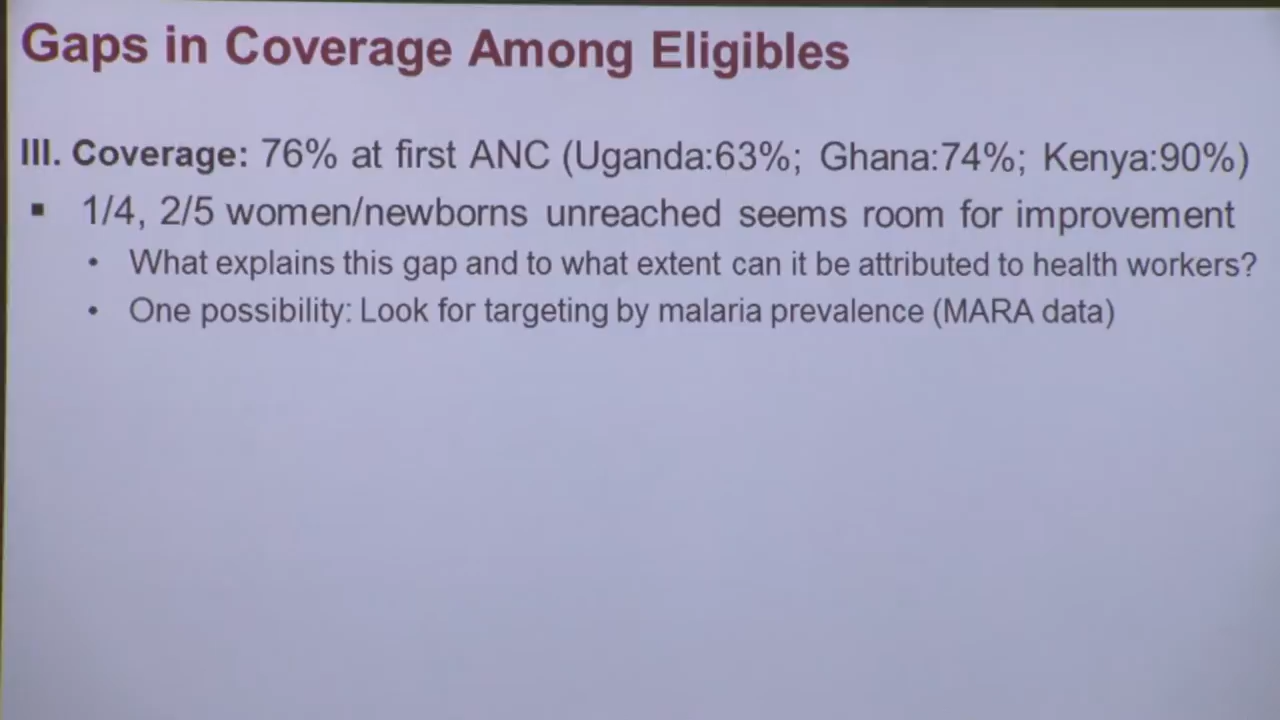 Gaps in Coverage Among Eligibles
III. Coverage: 76% at first ANC (Uganda:63%; Ghana:74%; Kenya:90%)
▪ 1/4, 2/5 women/newborns unreached seems room for improvement
• What explains this gap and to what extent can it be attributed to health workers?
• One possibility: Look for targeting by malaria prevalence (MARA data)